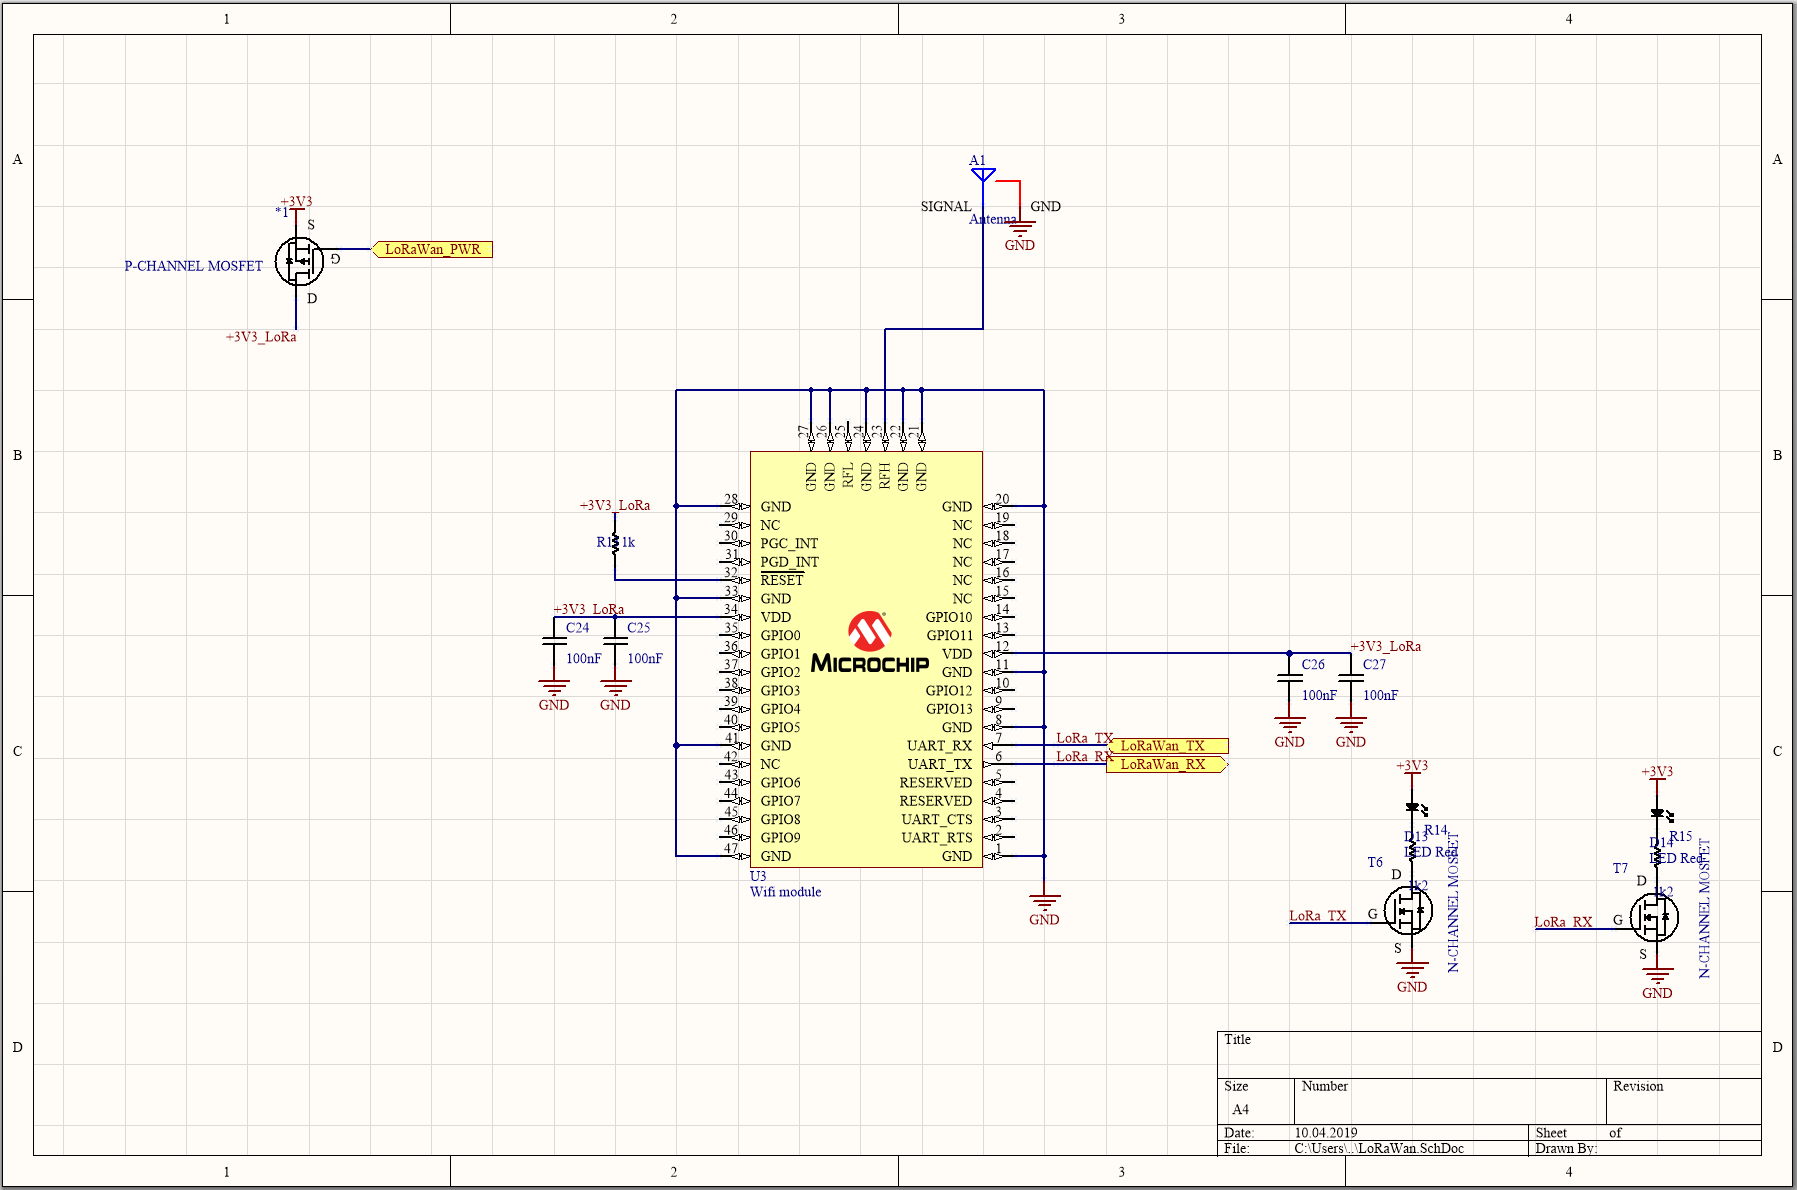 1 2 3 4
A A
B B
C C
D D
+3V3
*1
S
G
D
P-CHANNEL MOSFET
LoRaWan_PWR
+3V3_LoRa
A1
SIGNAL GND
Antenna
GND
27 26 25 24 23 22 21
GND GND RFL GND RFH GND GND
28 GND GND 20
29 NC NC 19
30 PGC_INT NC 18
31 PGD_INT NC 17
32 RESET NC 16
33 GND NC 15
34 VDD GPIO10 14
35 GPIO0 GPIO11 13
36 GPIO1 VDD 12
37 GPIO2 GND 11
38 GPIO3 GPIO12 10
39 GPIO4 GPIO13 9
40 GPIO5 GND 8
41 GND UART_RX 7
42 NC UART_TX 6
43 GPIO6 RESERVED 5
44 GPIO7 RESERVED 4
45 GPIO8 UART_CTS 3
46 GPIO9 UART_RTS 2
47 GND GND 1
MICROCHIP
U3
Wifi module
+3V3_LoRa
1k
+3V3_LoRa
C24 C25
100nF 100nF
GND GND
+3V3_LoRa
C26 C27
100nF 100nF
GND GND
LoRa_TX LoRaWan_TX
LoRa_RX LoRaWan_RX
GND
+3V3
R14
D13
LED Red
T6
D
1k2
LoRa_TX G
S
N-CHANNEL MOSFET
GND
+3V3
R15
D14
LED Red
T7
D
1k2
LoRa_RX G
S
N-CHANNEL MOSFET
GND
Title
Size Number Revision
A4
Date: 10.04.2019 Sheet of
File: C:\Users\..\LoRaWan.SchDoc Drawn By:
1 2 3 4